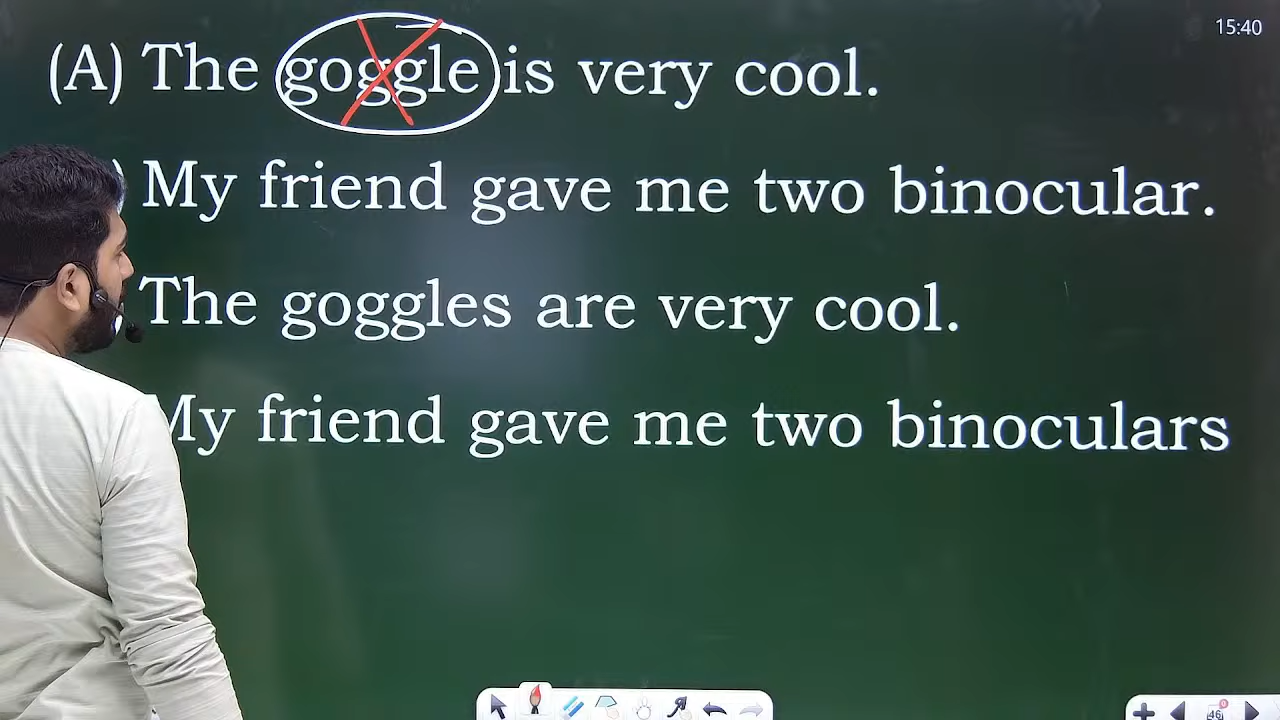 15:40
(A) The goggle is very cool.
) My friend gave me two binocular.
The goggles are very cool.
My friend gave me two binoculars
46